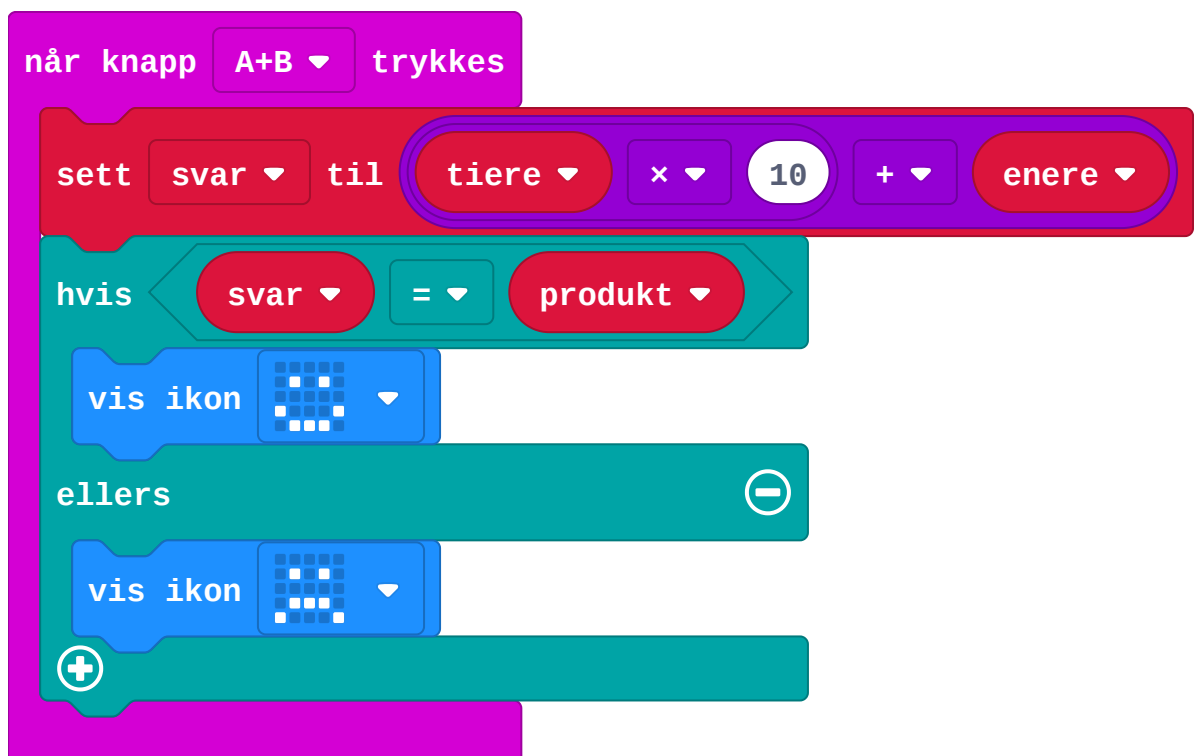 når knapp A+B trykkes
sett svar til tiere × 10 + enere
hvis svar = produkt
vis ikon
ellers
vis ikon